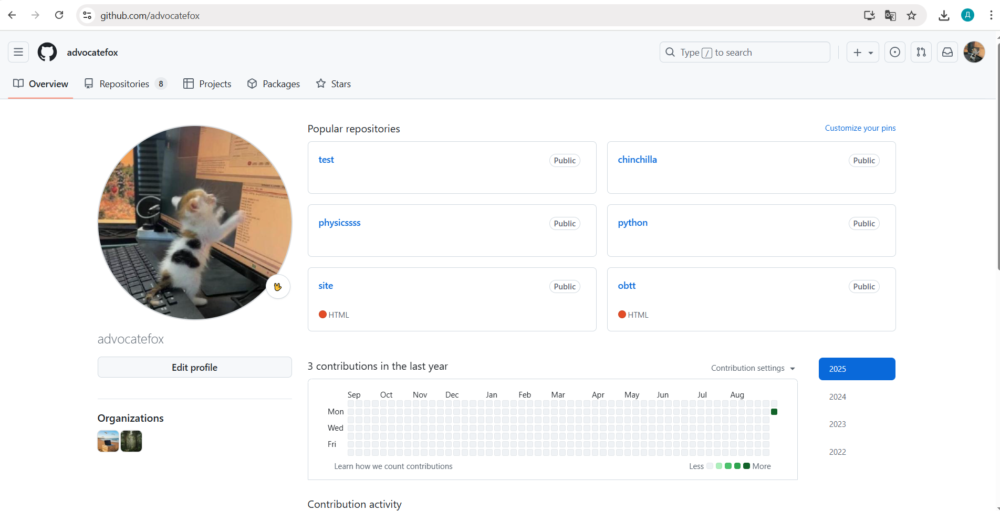 github.com/advocatefox
Д
advocatefox
Type / to search
Overview
Repositories 8
Projects
Packages
Stars
Popular repositories
Customize your pins
test
Public
chinchilla
Public
physicssss
Public
python
Public
site
Public
HTML
obtt
Public
HTML
advocatefox
Edit profile
Organizations
3 contributions in the last year
Contribution settings
2025
2024
2023
2022
Sep Oct Nov Dec Jan Feb Mar Apr May Jun Jul Aug
Mon
Wed
Fri
Learn how we count contributions
Less
More
Contribution activity